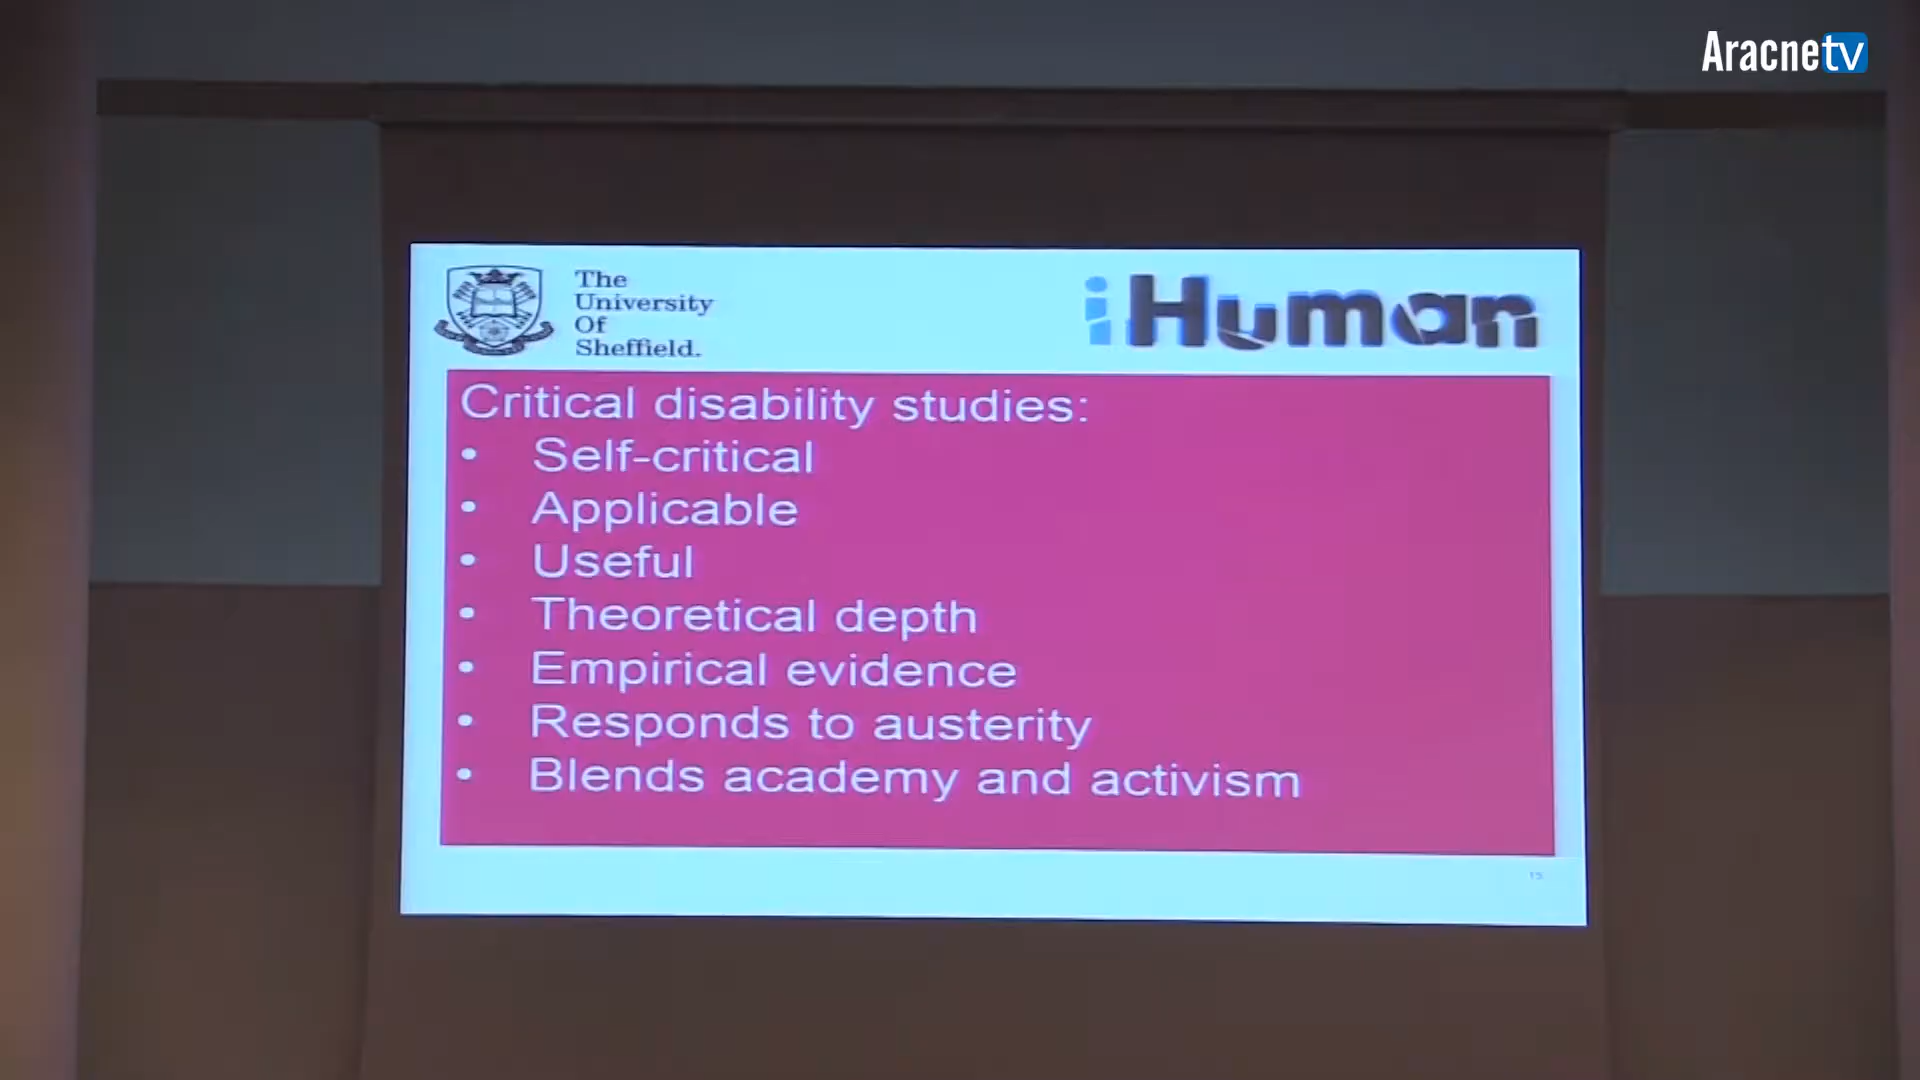 Aracnetv
The
University
Of
Sheffield.
iHuman
Critical disability studies:
• Self-critical
• Applicable
• Useful
• Theoretical depth
• Empirical evidence
• Responds to austerity
• Blends academy and activism
15